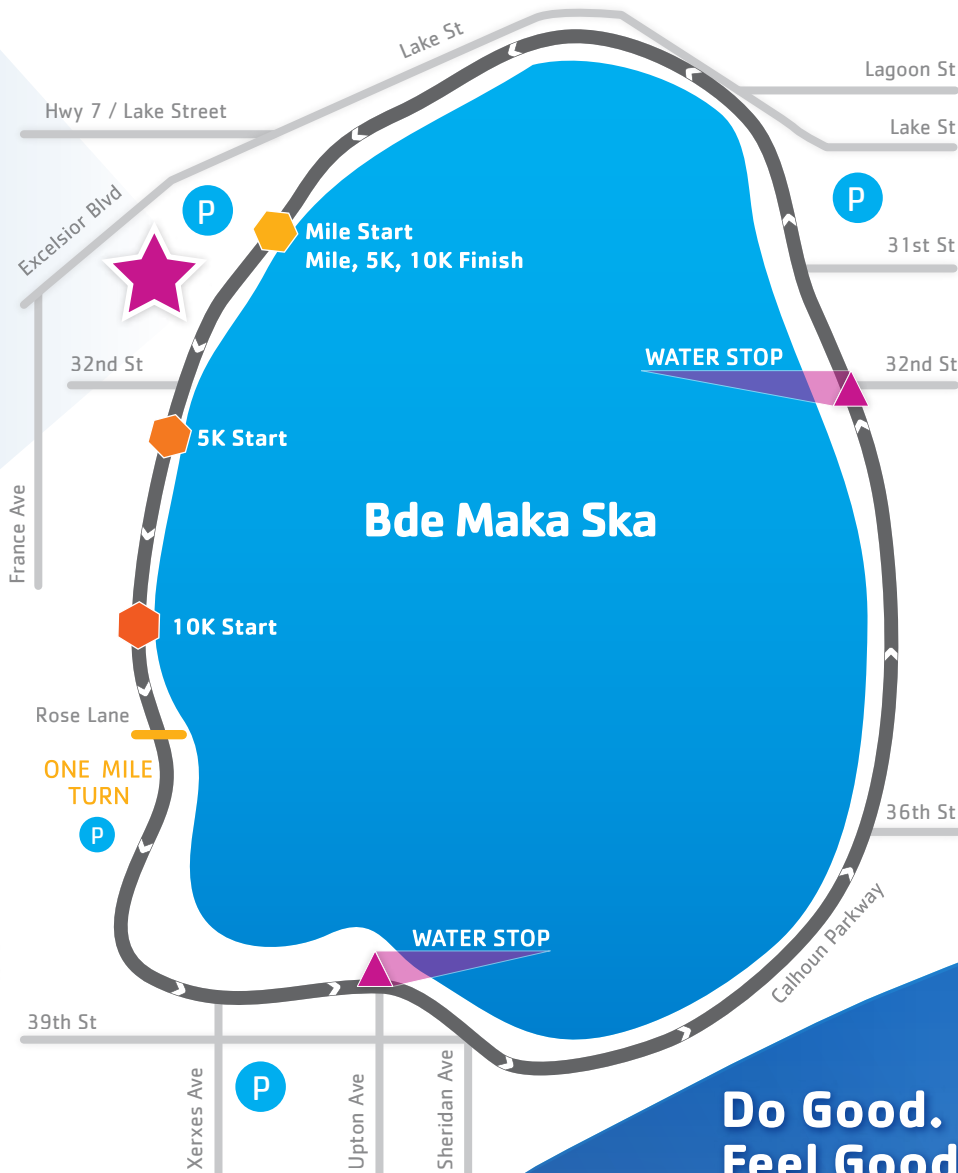 Lake St
Lagoon St
Hwy 7 / Lake Street
Lake St
Excelsior Blvd
P
P
Mile Start
Mile, 5K, 10K Finish
31st St
32nd St
WATER STOP
32nd St
5K Start
France Ave
Bde Maka Ska
10K Start
Rose Lane
ONE MILE
TURN
P
36th St
Calhoun Parkway
WATER STOP
39th St
Xerxes Ave
P
Upton Ave
Sheridan Ave
Do Good.
Feel Good